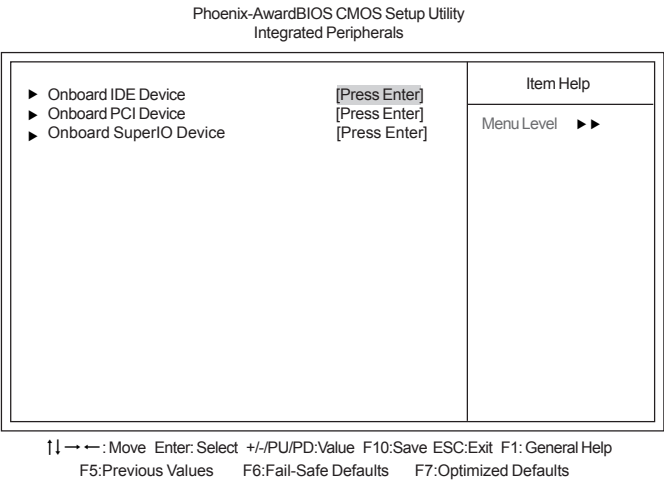 Phoenix-AwardBIOS CMOS Setup Utility
Integrated Peripherals
▶ Onboard IDE Device [Press Enter]
▶ Onboard PCI Device [Press Enter]
▶ Onboard SuperIO Device [Press Enter]
Item Help
Menu Level ▶▶
↑↓→←: Move Enter: Select +/-/PU/PD:Value F10:Save ESC:Exit F1: General Help
F5:Previous Values F6:Fail-Safe Defaults F7:Optimized Defaults